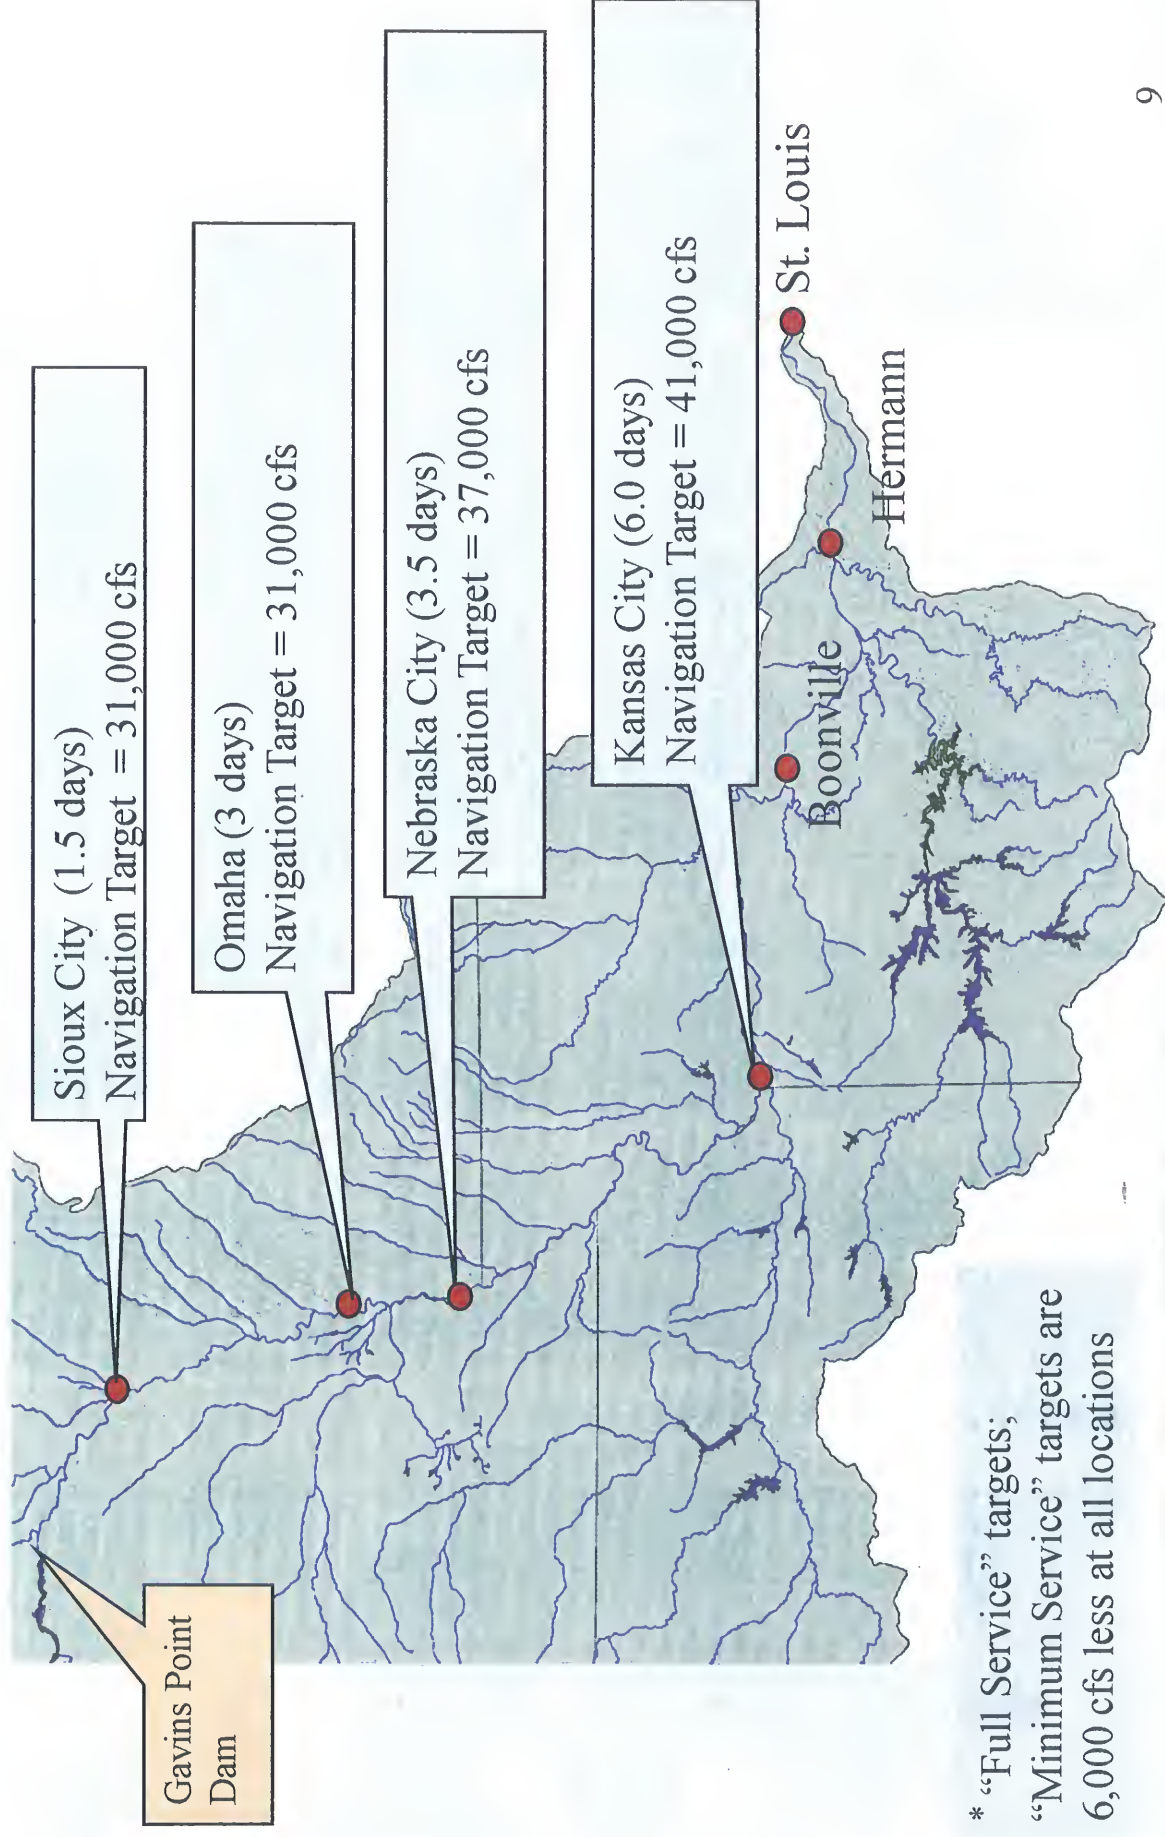 Sioux City (1.5 days)
Navigation Target = 31,000 cfs
Omaha (3 days)
Navigation Target = 31,000 cfs
Nebraska City (3.5 days)
Navigation Target = 37,000 cfs
Kansas City (6.0 days)
Navigation Target = 41,000 cfs
Gavins Point
Dam
St. Louis
Hermann
Boonville
* “Full Service” targets;
“Minimum Service” targets are
6,000 cfs less at all locations
9